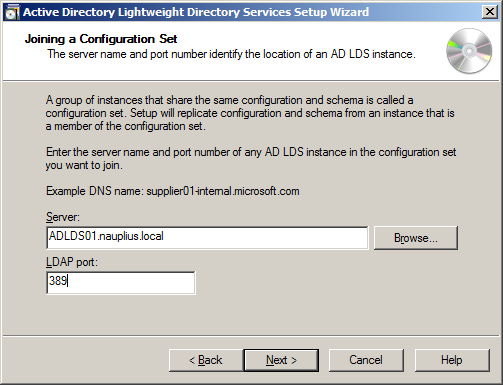 Active Directory Lightweight Directory Services Setup Wizard
Joining a Configuration Set
The server name and port number identify the location of an AD LDS instance.
A group of instances that share the same configuration and schema is called a
configuration set. Setup will replicate configuration and schema from an instance that is
a member of the configuration set.
Enter the server name and port number of any AD LDS instance in the configuration set
you want to join.
Example DNS name: supplier01-internal.microsoft.com
Server:
ADLDS01.nauplius.local
Browse...
LDAP port:
389
< Back
Next >
Cancel
Help